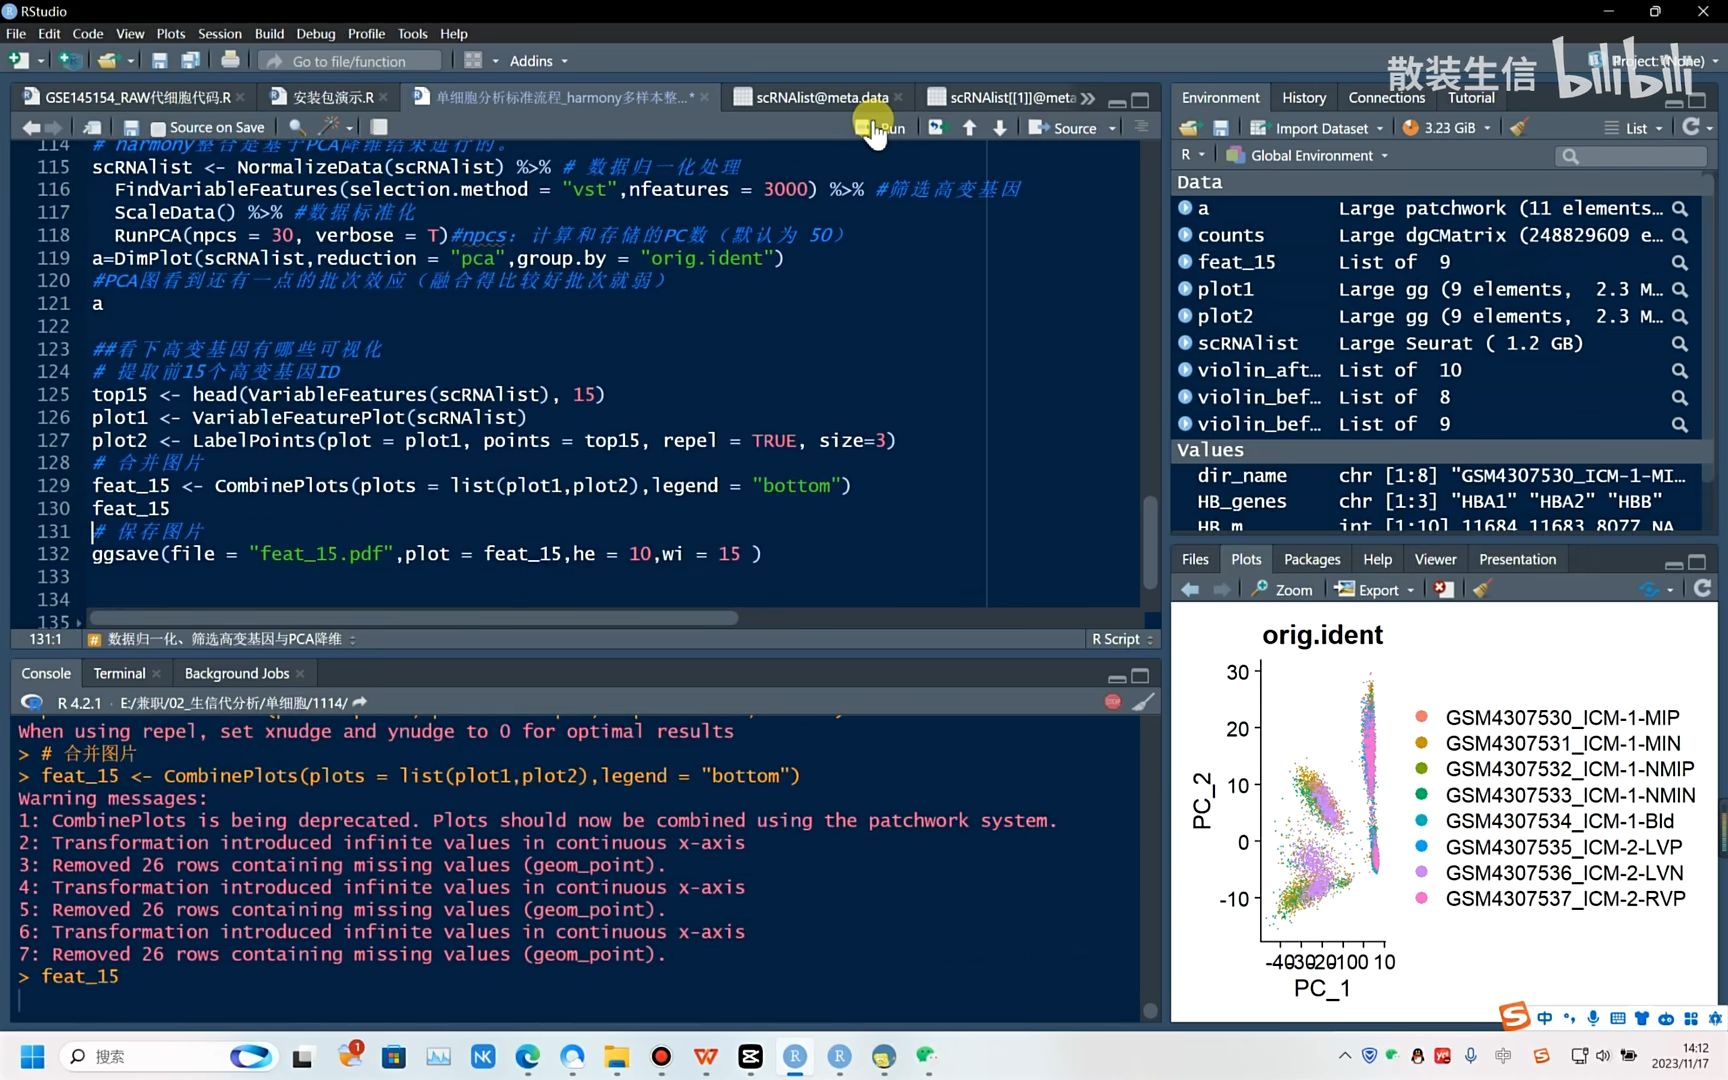 RStudio
File Edit Code View Plots Session Build Debug Profile Tools Help
Go to file/function
Addins
Project: (None)
散装生信 bilibili
GSE145154_RAW代细胞代码.R
安装包演示.R
单细胞分析标准流程_harmony多样本整...*
scRNAlist@meta.data
scRNAlist[[1]]@meta
Source on Save
Run
Source
114 # harmony整合是基于PCA降维结果进行的。
115 scRNAlist <- NormalizeData(scRNAlist) %>% # 数据归一化处理
116 FindVariableFeatures(selection.method = "vst",nfeatures = 3000) %>% #筛选高变基因
117 ScaleData() %>% #数据标准化
118 RunPCA(npcs = 30, verbose = T)#npcs: 计算和存储的PC数（默认为 50）
119 a=DimPlot(scRNAlist,reduction = "pca",group.by = "orig.ident")
120 #PCA图看到还有一点的批次效应（融合得比较好批次就弱）
121 a
122
123 ##看下高变基因有哪些可视化
124 # 提取前15个高变基因ID
125 top15 <- head(VariableFeatures(scRNAlist), 15)
126 plot1 <- VariableFeaturePlot(scRNAlist)
127 plot2 <- LabelPoints(plot = plot1, points = top15, repel = TRUE, size=3)
128 # 合并图片
129 feat_15 <- CombinePlots(plots = list(plot1,plot2),legend = "bottom")
130 feat_15
131 # 保存图片
132 ggsave(file = "feat_15.pdf",plot = feat_15,he = 10,wi = 15 )
133
134
135
131:1
数据归一化、筛选高变基因与PCA降维
R Script
Console Terminal Background Jobs
R 4.2.1 · E:/兼职/02_生信代分析/单细胞/1114/
When using repel, set xnudge and ynudge to 0 for optimal results
> # 合并图片
> feat_15 <- CombinePlots(plots = list(plot1,plot2),legend = "bottom")
Warning messages:
1: CombinePlots is being deprecated. Plots should now be combined using the patchwork system.
2: Transformation introduced infinite values in continuous x-axis
3: Removed 26 rows containing missing values (geom_point).
4: Transformation introduced infinite values in continuous x-axis
5: Removed 26 rows containing missing values (geom_point).
6: Transformation introduced infinite values in continuous x-axis
7: Removed 26 rows containing missing values (geom_point).
> feat_15
Environment History Connections Tutorial
Import Dataset
3.23 GiB
List
R
Global Environment
Data
a Large patchwork (11 elements…
counts Large dgCMatrix (248829609 e…
feat_15 List of 9
plot1 Large gg (9 elements, 2.3 M…
plot2 Large gg (9 elements, 2.3 M…
scRNAlist Large Seurat ( 1.2 GB)
violin_aft… List of 10
violin_bef… List of 8
violin_bef… List of 9
Values
dir_name chr [1:8] "GSM4307530_ICM-1-MI…
HB_genes chr [1:3] "HBA1" "HBA2" "HBB"
HB_m int [1:10] 11684 11683 8077 NA
Files Plots Packages Help Viewer Presentation
Zoom
Export
orig.ident
30
20
10
0
-10
PC_2
-40-30-20-100 10
PC_1
GSM4307530_ICM-1-MIP
GSM4307531_ICM-1-MIN
GSM4307532_ICM-1-NMIP
GSM4307533_ICM-1-NMIN
GSM4307534_ICM-1-Bld
GSM4307535_ICM-2-LVP
GSM4307536_ICM-2-LVN
GSM4307537_ICM-2-RVP
中
搜索
1
NK
中
14:12
2023/11/17